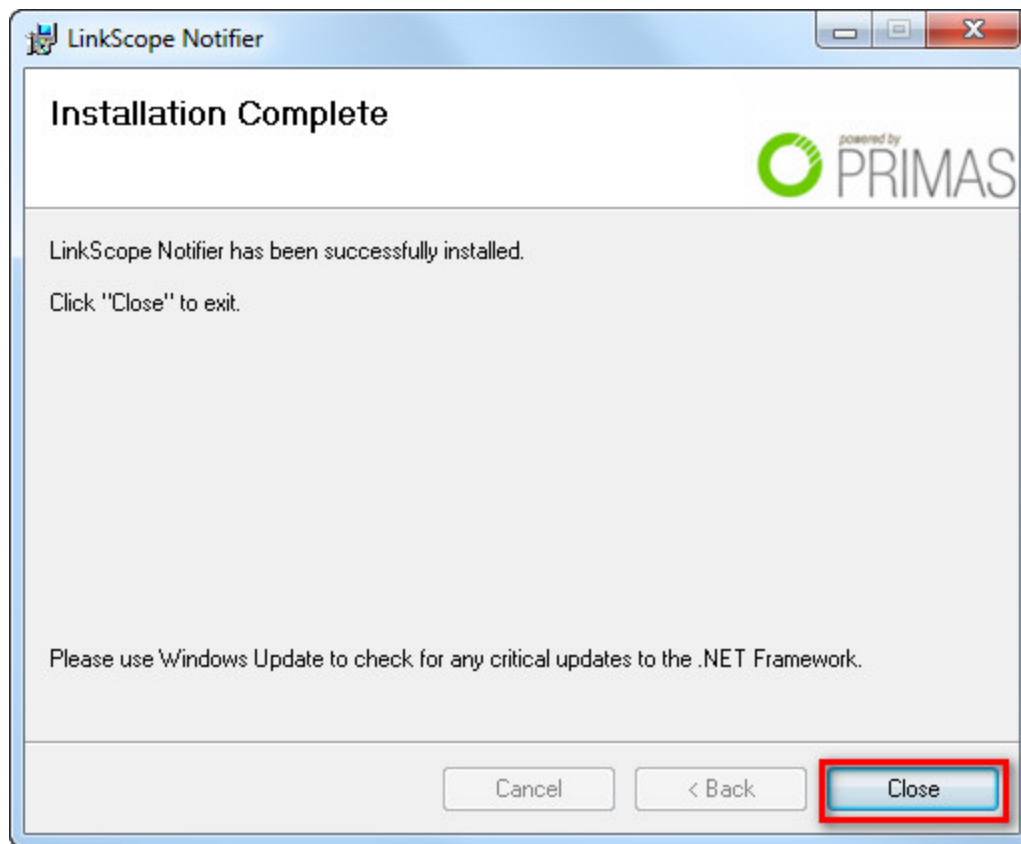 LinkScope Notifier
Installation Complete
powered by
PRIMAS
LinkScope Notifier has been successfully installed.
Click "Close" to exit.
Please use Windows Update to check for any critical updates to the .NET Framework.
Cancel
< Back
Close